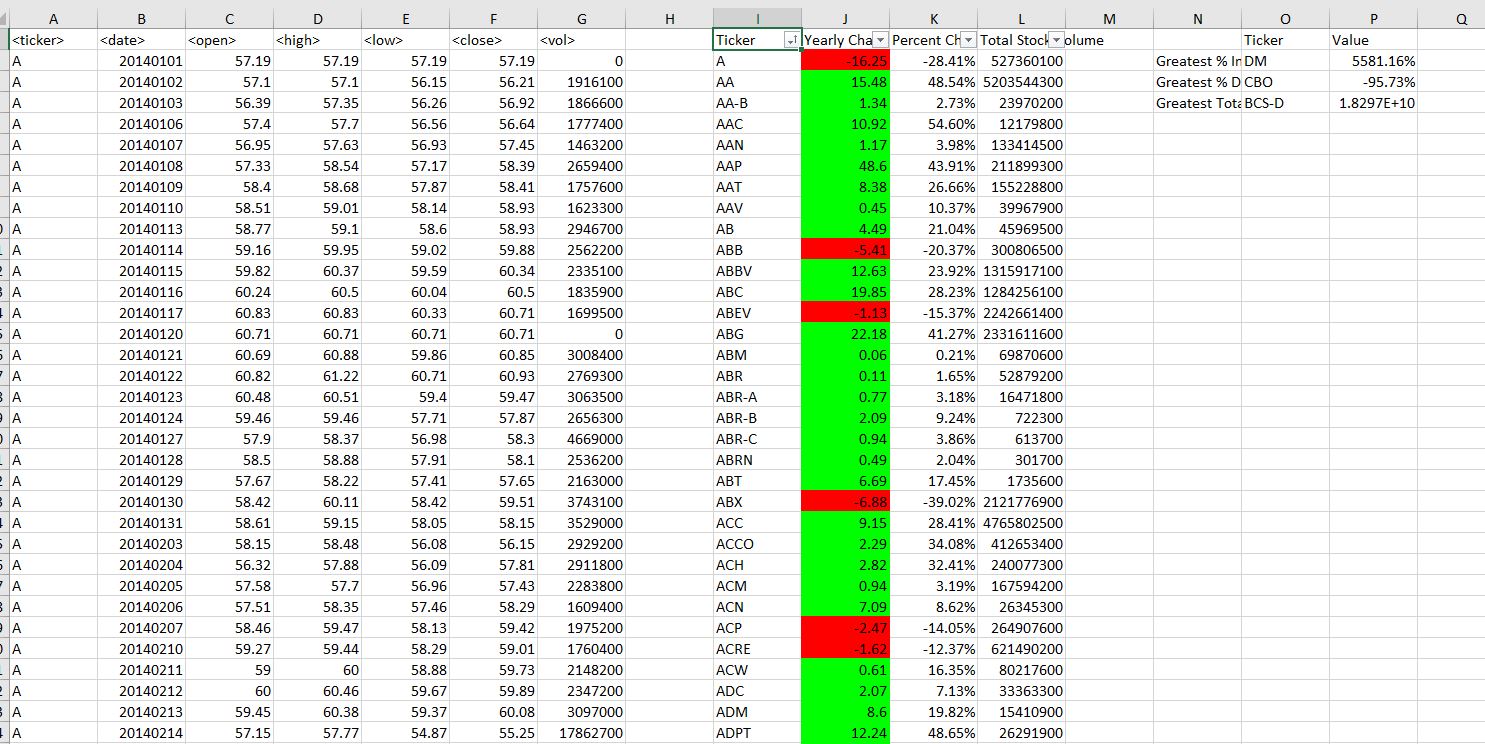 A B C D E F G H I J K L M N O P Q
<ticker> <date> <open> <high> <low> <close> <vol> Ticker Yearly Cha Percent Ch Total Stock olume Ticker Value
A 20140101 57.19 57.19 57.19 57.19 0 A -16.25 -28.41% 527360100 Greatest % In DM 5581.16%
A 20140102 57.1 57.1 56.15 56.21 1916100 AA 15.48 48.54% 5203544300 Greatest % D CBO -95.73%
A 20140103 56.39 57.35 56.26 56.92 1866600 AA-B 1.34 2.73% 23970200 Greatest Tota BCS-D 1.8297E+10
A 20140106 57.4 57.7 56.56 56.64 1777400 AAC 10.92 54.60% 12179800
A 20140107 56.95 57.63 56.93 57.45 1463200 AAN 1.17 3.98% 133414500
A 20140108 57.33 58.54 57.17 58.39 2659400 AAP 48.6 43.91% 211899300
A 20140109 58.4 58.68 57.87 58.41 1757600 AAT 8.38 26.66% 155228800
A 20140110 58.51 59.01 58.14 58.93 1623300 AAV 0.45 10.37% 39967900
A 20140113 58.77 59.1 58.6 58.93 2946700 AB 4.49 21.04% 45969500
A 20140114 59.16 59.95 59.02 59.88 2562200 ABB -5.41 -20.37% 300806500
A 20140115 59.82 60.37 59.59 60.34 2335100 ABBV 12.63 23.92% 1315917100
A 20140116 60.24 60.5 60.04 60.5 1835900 ABC 19.85 28.23% 1284256100
A 20140117 60.83 60.83 60.33 60.71 1699500 ABEV -1.13 -15.37% 2242661400
A 20140120 60.71 60.71 60.71 60.71 0 ABG 22.18 41.27% 2331611600
A 20140121 60.69 60.88 59.86 60.85 3008400 ABM 0.06 0.21% 69870600
A 20140122 60.82 61.22 60.71 60.93 2769300 ABR 0.11 1.65% 52879200
A 20140123 60.48 60.51 59.4 59.47 3063500 ABR-A 0.77 3.18% 16471800
A 20140124 59.46 59.46 57.71 57.87 2656300 ABR-B 2.09 9.24% 722300
A 20140127 57.9 58.37 56.98 58.3 4669000 ABR-C 0.94 3.86% 613700
A 20140128 58.5 58.88 57.91 58.1 2536200 ABRN 0.49 2.04% 301700
A 20140129 57.67 58.22 57.41 57.65 2163000 ABT 6.69 17.45% 1735600
A 20140130 58.42 60.11 58.42 59.51 3743100 ABX -6.88 -39.02% 2121776900
A 20140131 58.61 59.15 58.05 58.15 3529000 ACC 9.15 28.41% 4765802500
A 20140203 58.15 58.48 56.08 56.15 2929200 ACCO 2.29 34.08% 412653400
A 20140204 56.32 57.88 56.09 57.81 2911800 ACH 2.82 32.41% 240077300
A 20140205 57.58 57.7 56.96 57.43 2283800 ACM 0.94 3.19% 167594200
A 20140206 57.51 58.35 57.46 58.29 1609400 ACN 7.09 8.62% 26345300
A 20140207 58.46 59.47 58.13 59.42 1975200 ACP -2.47 -14.05% 264907600
A 20140210 59.27 59.44 58.29 59.01 1760400 ACRE -1.62 -12.37% 621490200
A 20140211 59 60 58.88 59.73 2148200 ACW 0.61 16.35% 80217600
A 20140212 60 60.46 59.67 59.89 2347200 ADC 2.07 7.13% 33363300
A 20140213 59.45 60.38 59.37 60.08 3097000 ADM 8.6 19.82% 15410900
A 20140214 57.15 57.77 54.87 55.25 17862700 ADPT 12.24 48.65% 26291900